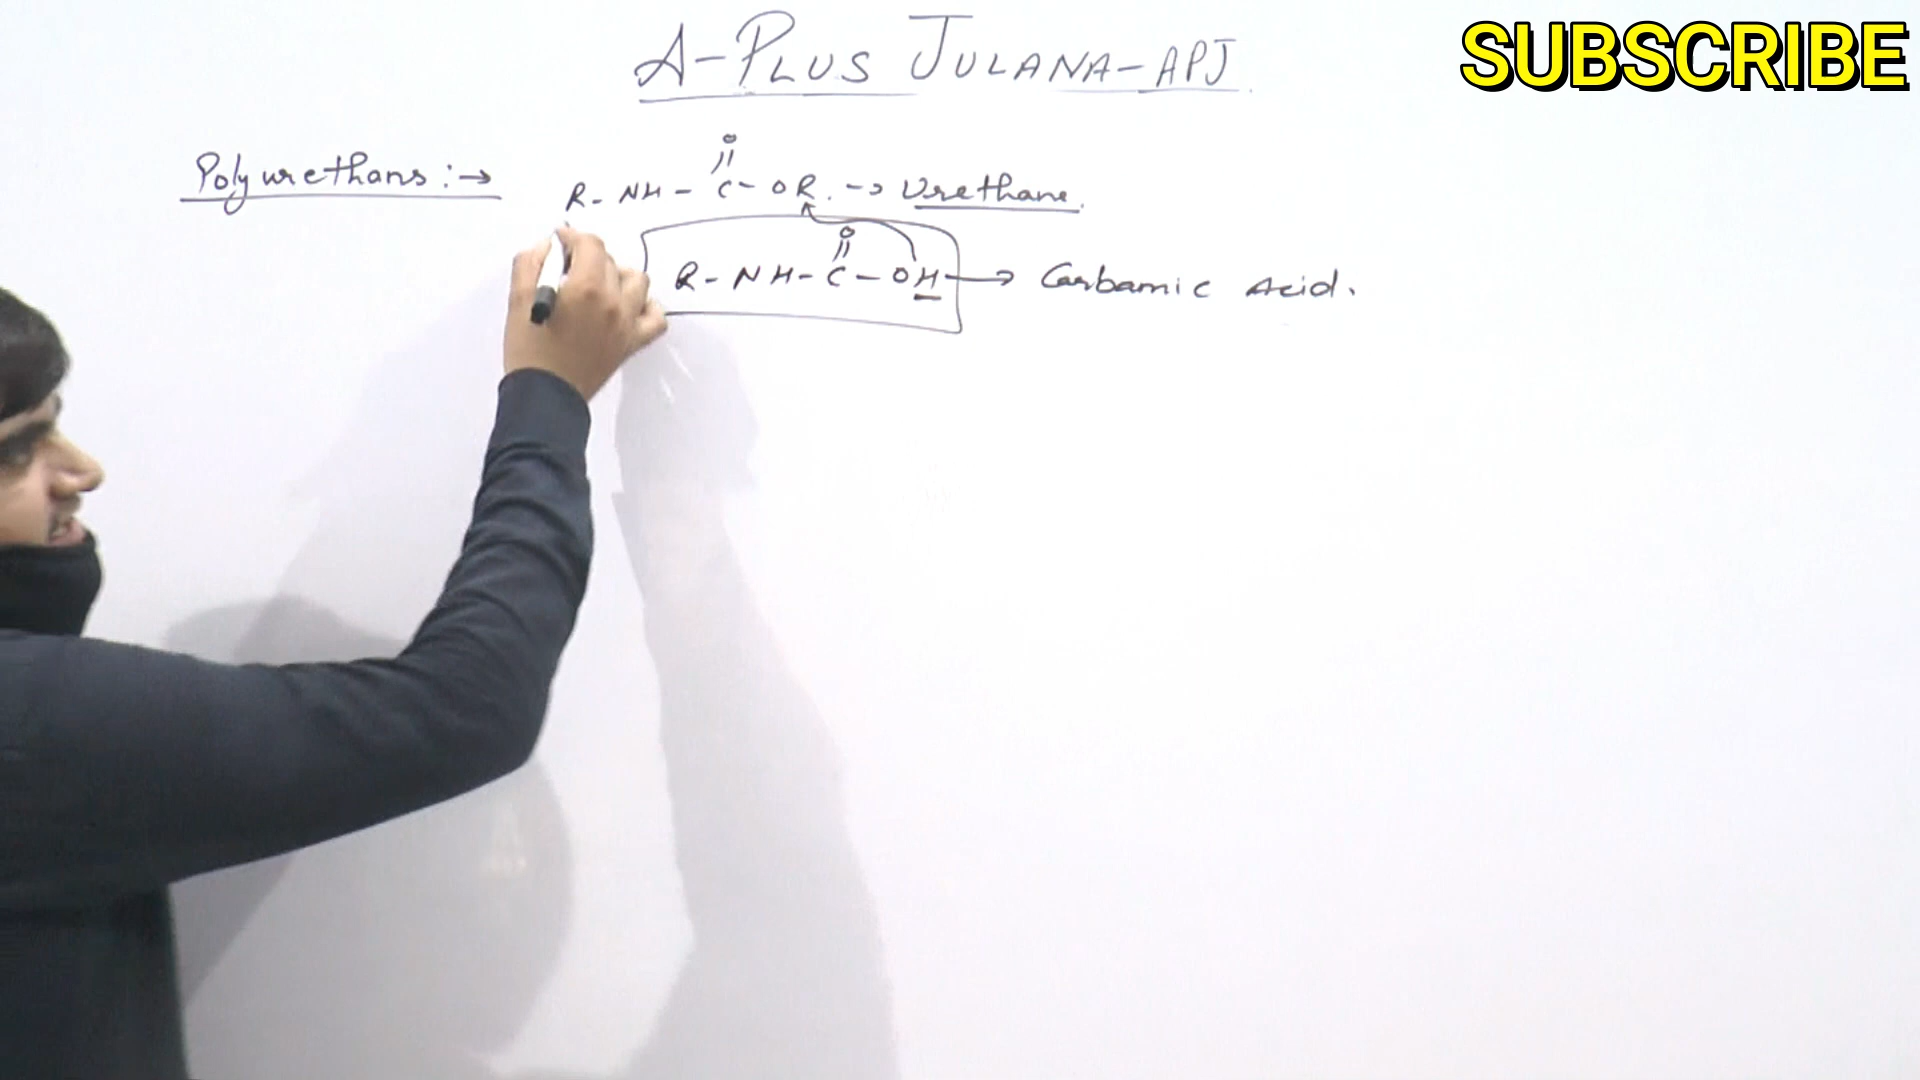 A-PLUS JULANA-APJ
SUBSCRIBE
Polyurethans :→
O
R - NH - C - OR. -> Urethane.
O
R - NH - C - OH → Carbamic Acid.